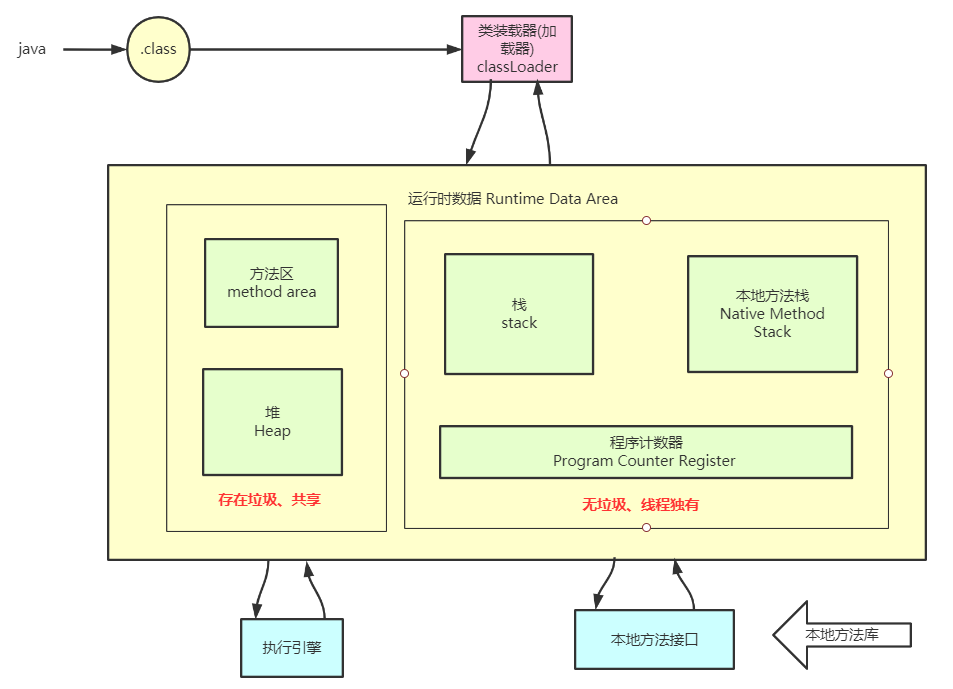 java
.class
类装载器(加
载器)
classLoader
运行时数据 Runtime Data Area
方法区
method area
栈
stack
本地方法栈
Native Method
Stack
堆
Heap
程序计数器
Program Counter Register
存在垃圾、共享
无垃圾、线程独有
执行引擎
本地方法接口
本地方法库